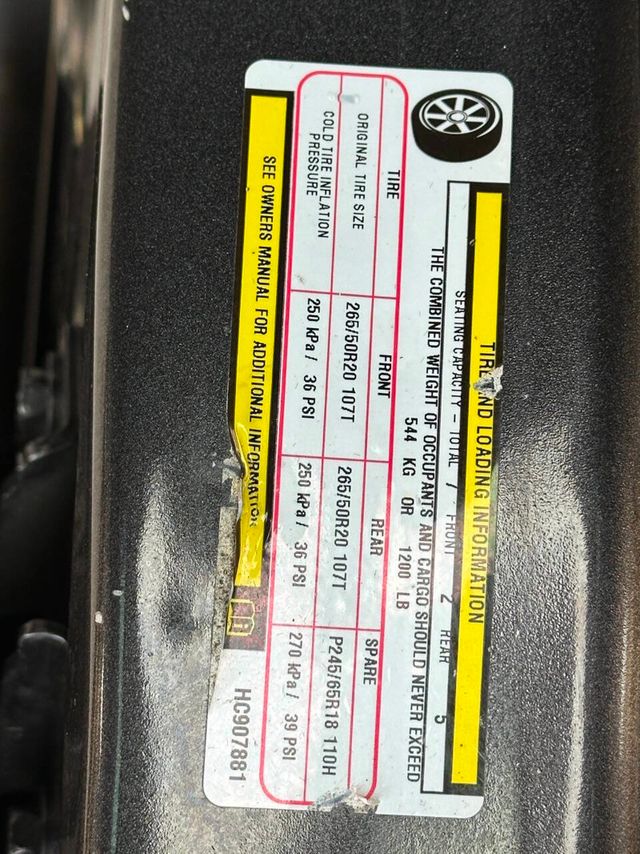 TIRE AND LOADING INFORMATION
SEATING CAPACITY – TOTAL 7 FRONT 2 REAR 5
THE COMBINED WEIGHT OF OCCUPANTS AND CARGO SHOULD NEVER EXCEED
544 KG OR 1200 LB
TIRE FRONT REAR SPARE
ORIGINAL TIRE SIZE 265/50R20 107T 265/50R20 107T P245/65R18 110H
COLD TIRE INFLATION PRESSURE 250 kPa / 36 PSI 250 kPa / 36 PSI 270 kPa / 39 PSI
SEE OWNERS MANUAL FOR ADDITIONAL INFORMATION
HC907881